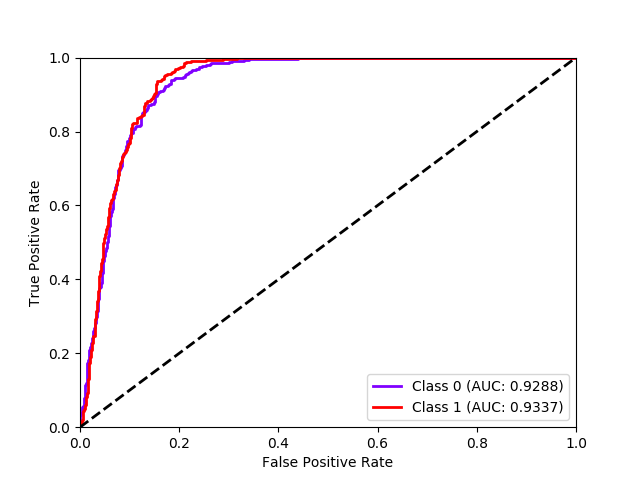 1.0
0.8
0.6
0.4
0.2
0.0
True Positive Rate
0.0 0.2 0.4 0.6 0.8 1.0
False Positive Rate
Class 0 (AUC: 0.9288)
Class 1 (AUC: 0.9337)